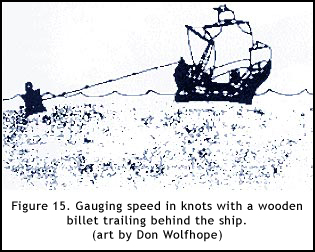 Figure 15. Gauging speed in knots with a wooden
billet trailing behind the ship.
(art by Don Wolfhope)